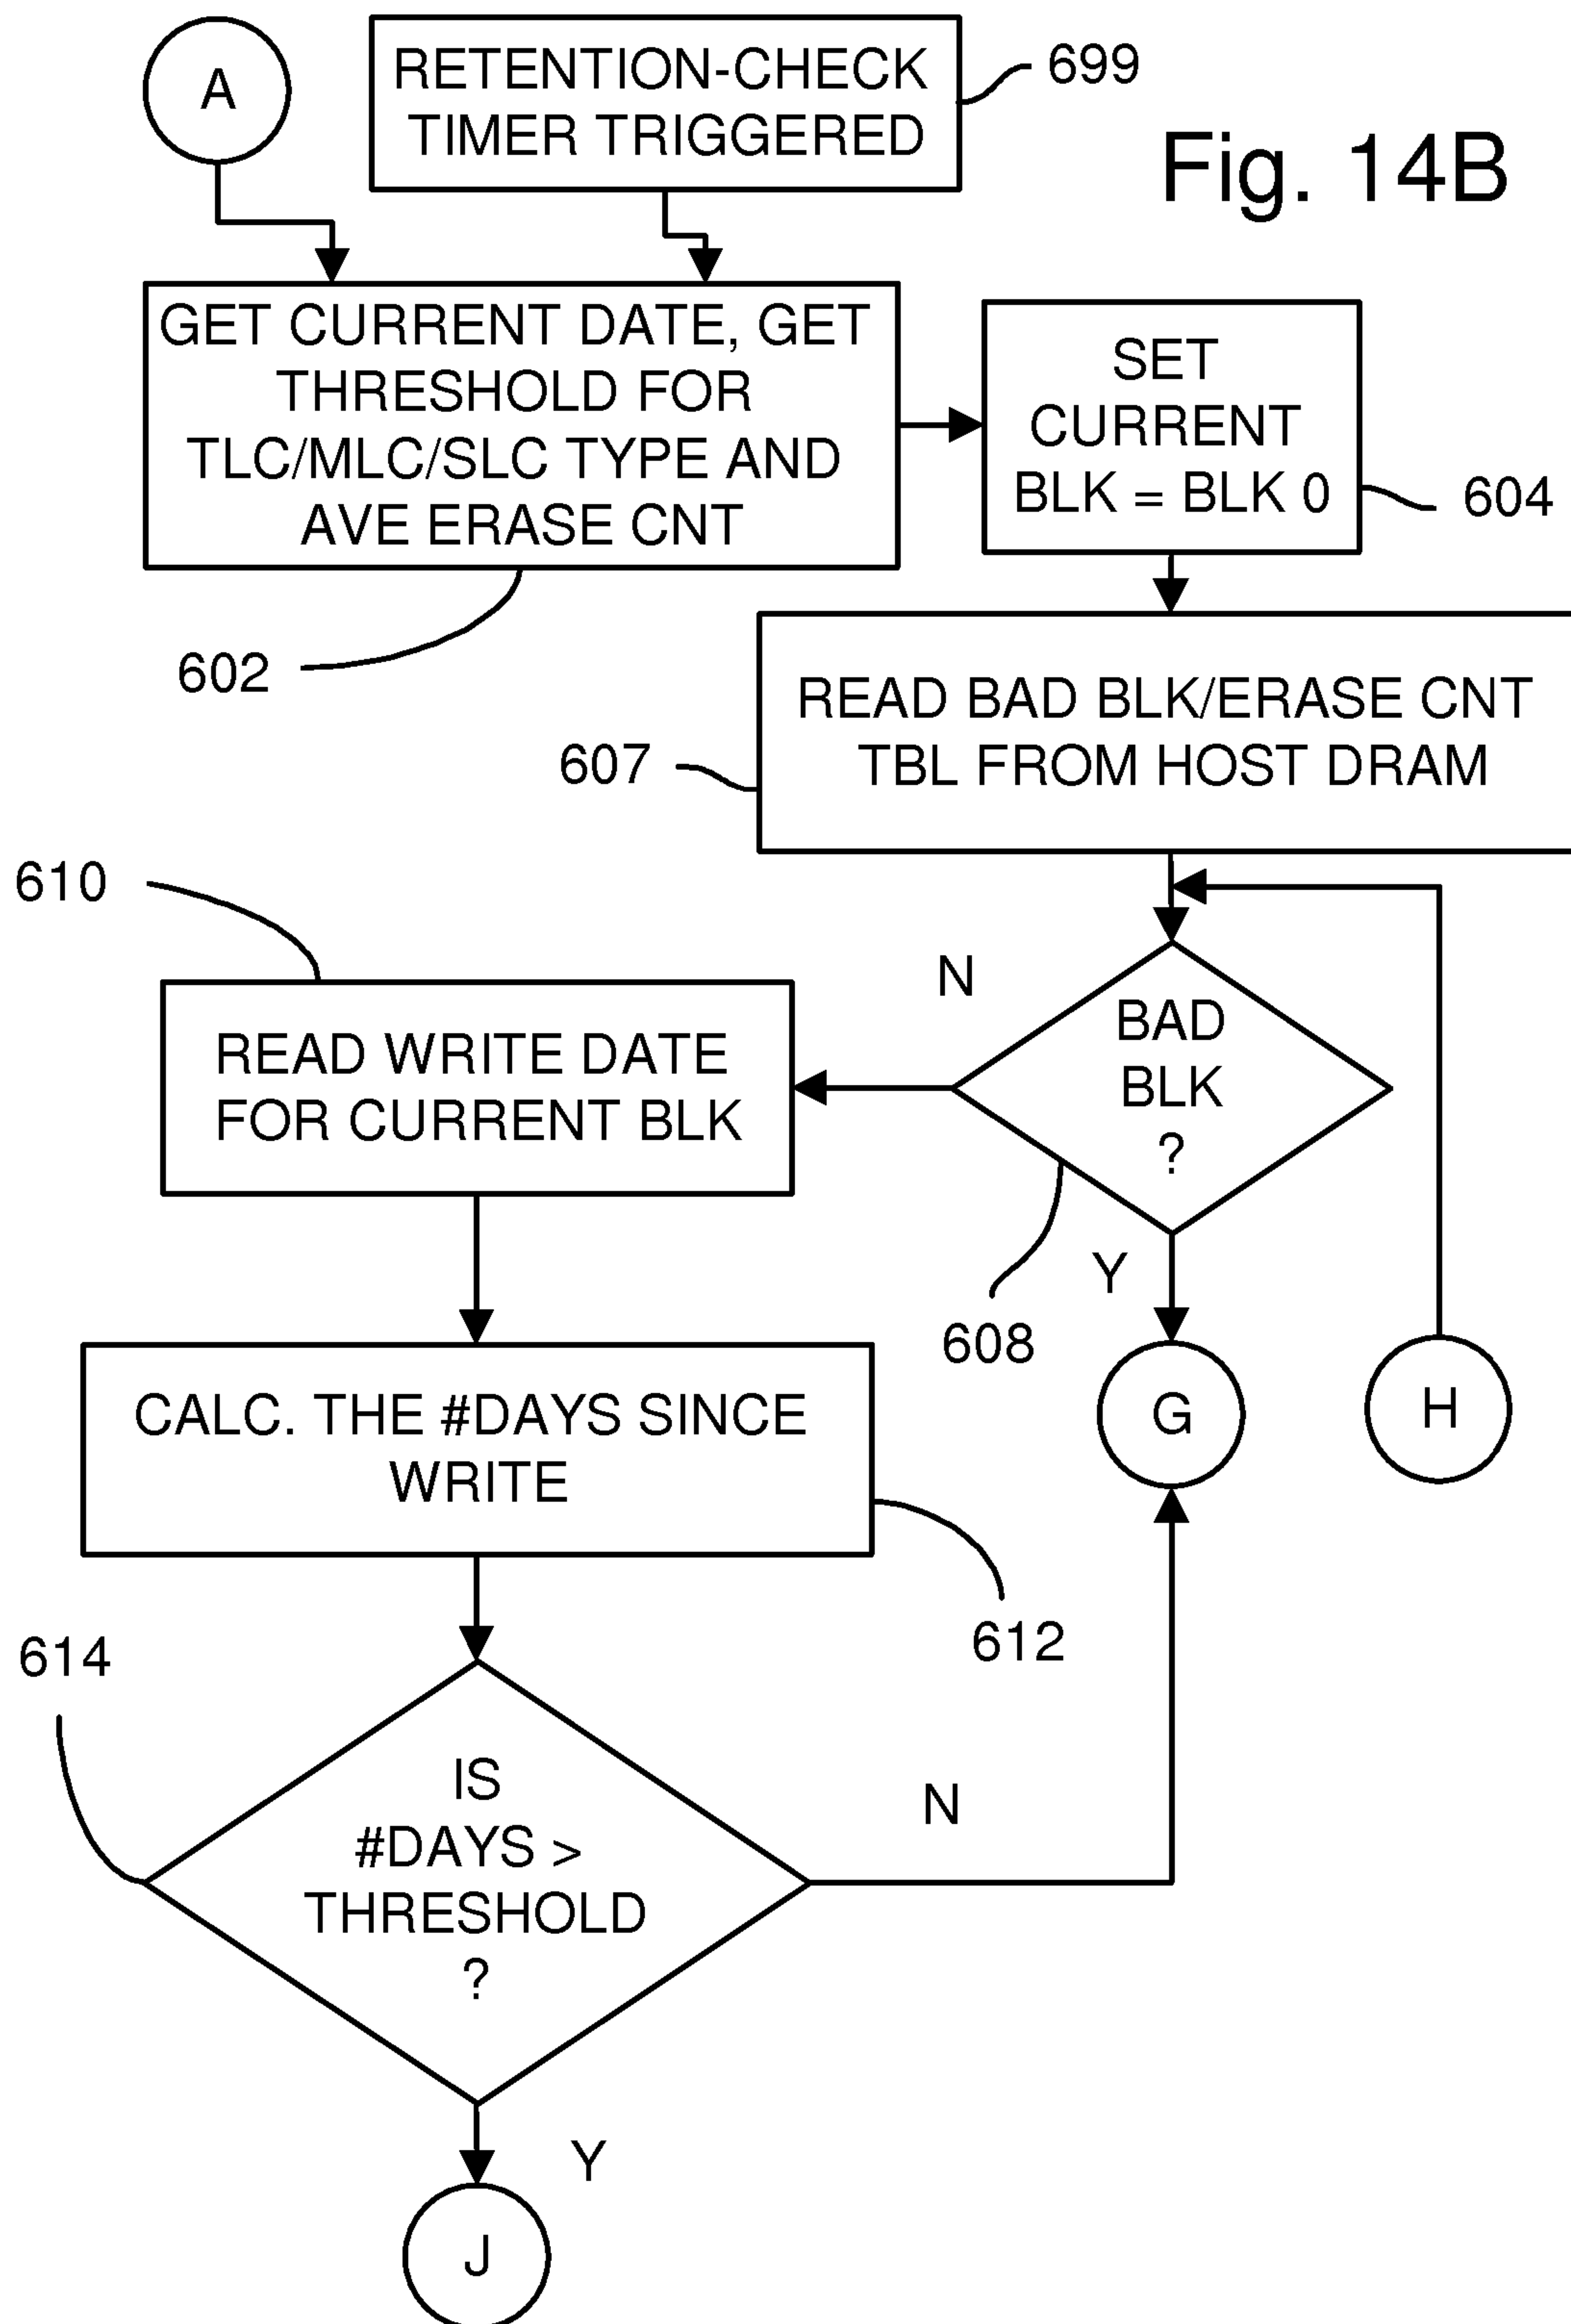 A
RETENTION-CHECK
TIMER TRIGGERED
699
Fig. 14B
GET CURRENT DATE, GET
THRESHOLD FOR
TLC/MLC/SLC TYPE AND
AVE ERASE CNT
602
SET
CURRENT
BLK = BLK 0
604
READ BAD BLK/ERASE CNT
TBL FROM HOST DRAM
607
610
N
BAD
BLK
?
READ WRITE DATE
FOR CURRENT BLK
Y
608
G
H
CALC. THE #DAYS SINCE
WRITE
612
614
IS
#DAYS >
THRESHOLD
?
N
Y
J